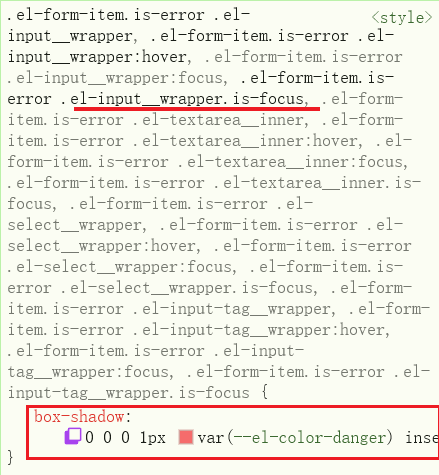 .el-form-item.is-error .el- <style>
input__wrapper, .el-form-item.is-error .el-
input__wrapper:hover, .el-form-item.is-error
.el-input__wrapper:focus, .el-form-item.is-
error .el-input__wrapper.is-focus, .el-form-
item.is-error .el-textarea__inner, .el-form-
item.is-error .el-textarea__inner:hover, .el-
form-item.is-error .el-textarea__inner:focus,
.el-form-item.is-error .el-textarea__inner.is-
focus, .el-form-item.is-error .el-
select__wrapper, .el-form-item.is-error .el-
select__wrapper:hover, .el-form-item.is-error
.el-select__wrapper:focus, .el-form-item.is-
error .el-select__wrapper.is-focus, .el-form-
item.is-error .el-input-tag__wrapper, .el-form-
item.is-error .el-input-tag__wrapper:hover,
.el-form-item.is-error .el-input-
tag__wrapper:focus, .el-form-item.is-error .el-
input-tag__wrapper.is-focus {
box-shadow:
0 0 0 1px var(--el-color-danger) inse
}